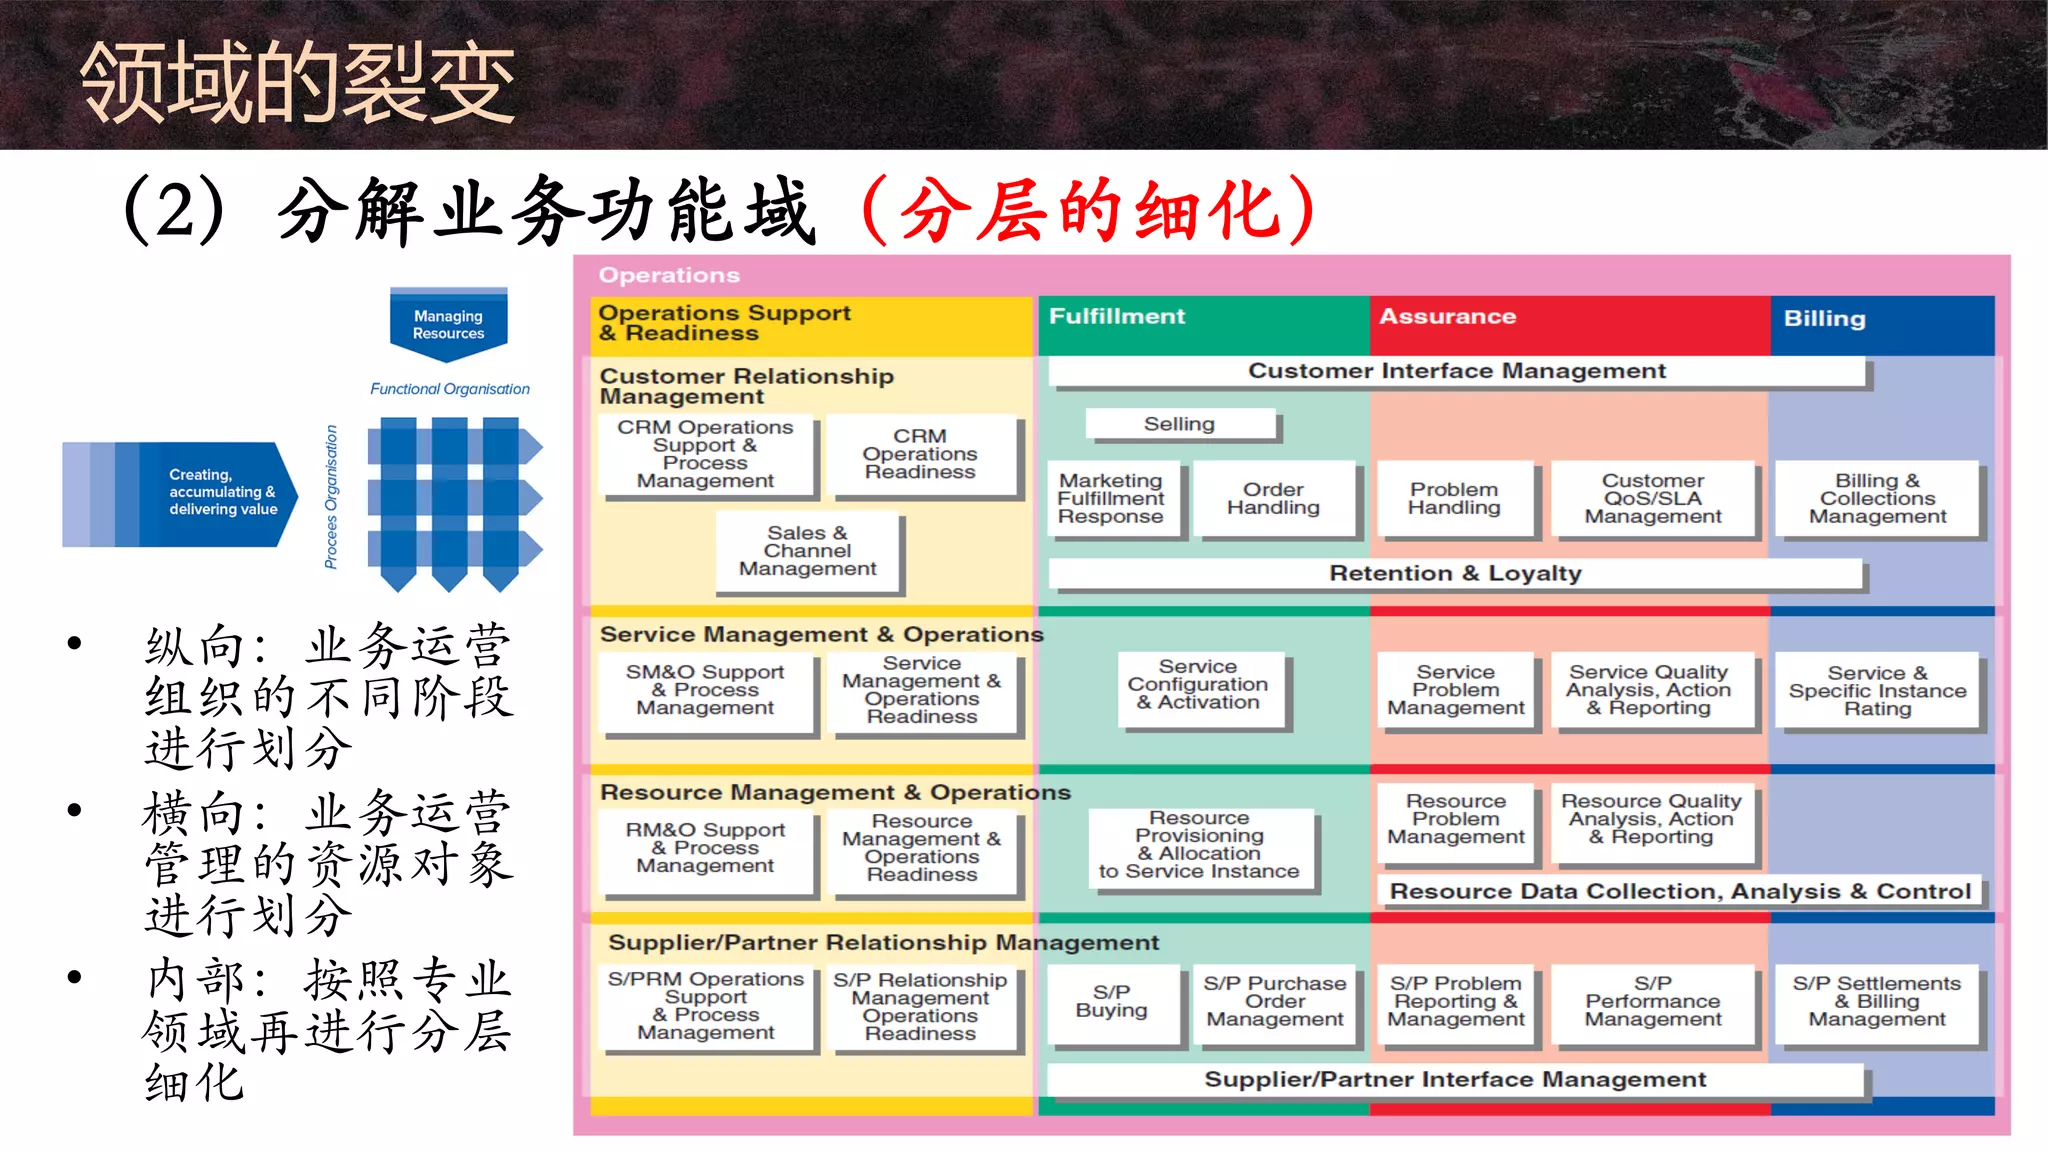 领域的裂变
（2）分解业务功能域（分层的细化）
Managing
Resources
Functional Organisation
Procees Organisation
Creating,
accumulating &
delivering value
• 纵向：业务运营
组织的不同阶段
进行划分
• 横向：业务运营
管理的资源对象
进行划分
• 内部：按照专业
领域再进行分层
细化
Operations
Operations Support
& Readiness
Fulfillment
Assurance
Billing
Customer Relationship
Management
Customer Interface Management
CRM Operations
Support &
Process
Management
CRM
Operations
Readiness
Sales &
Channel
Management
Selling
Marketing
Fulfillment
Response
Order
Handling
Problem
Handling
Customer
QoS/SLA
Management
Billing &
Collections
Management
Retention & Loyalty
Service Management & Operations
SM&O Support
& Process
Management
Service
Management &
Operations
Readiness
Service
Configuration
& Activation
Service
Problem
Management
Service Quality
Analysis, Action
& Reporting
Service &
Specific Instance
Rating
Resource Management & Operations
RM&O Support
& Process
Management
Resource
Management &
Operations
Readiness
Resource
Provisioning
& Allocation
to Service Instance
Resource
Problem
Management
Resource Quality
Analysis, Action
& Reporting
Resource Data Collection, Analysis & Control
Supplier/Partner Relationship Management
S/PRM Operations
Support
& Process
Management
S/P Relationship
Management
Operations
Readiness
S/P
Buying
S/P Purchase
Order
Management
S/P Problem
Reporting &
Management
S/P
Performance
Management
S/P Settlements
& Billing
Management
Supplier/Partner Interface Management